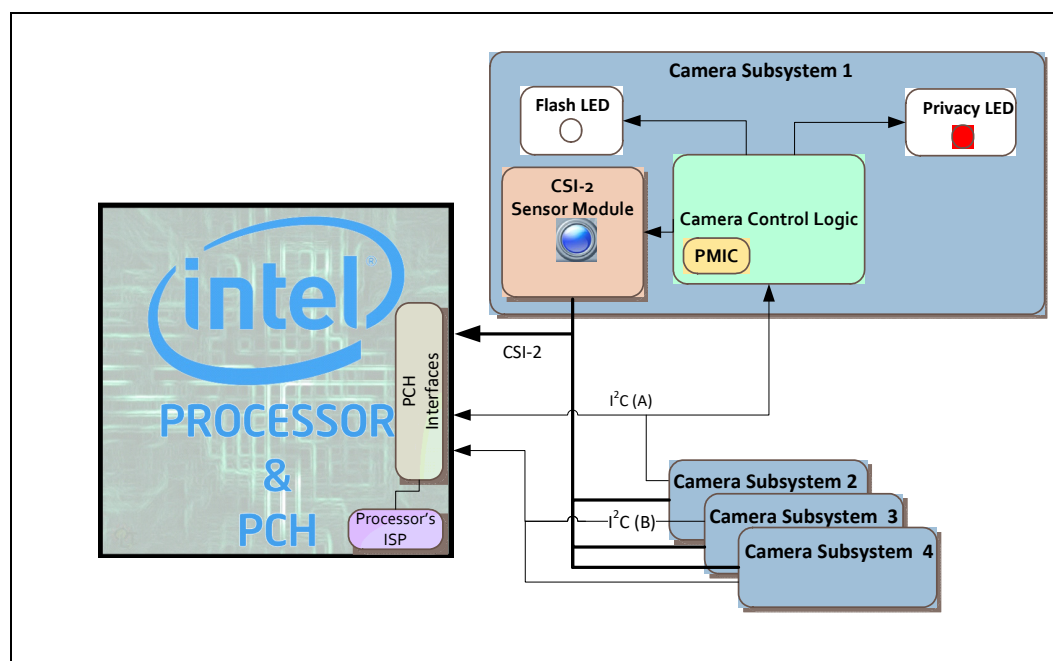 Camera Subsystem 1
Flash LED
Privacy LED
CSI-2
Sensor Module
Camera Control Logic
PMIC
intel
®
PROCESSOR
&
PCH
PCH
Interfaces
Processor's
ISP
CSI-2
I²C (A)
I²C (B)
Camera Subsystem 2
Camera Subsystem 3
Camera Subsystem 4